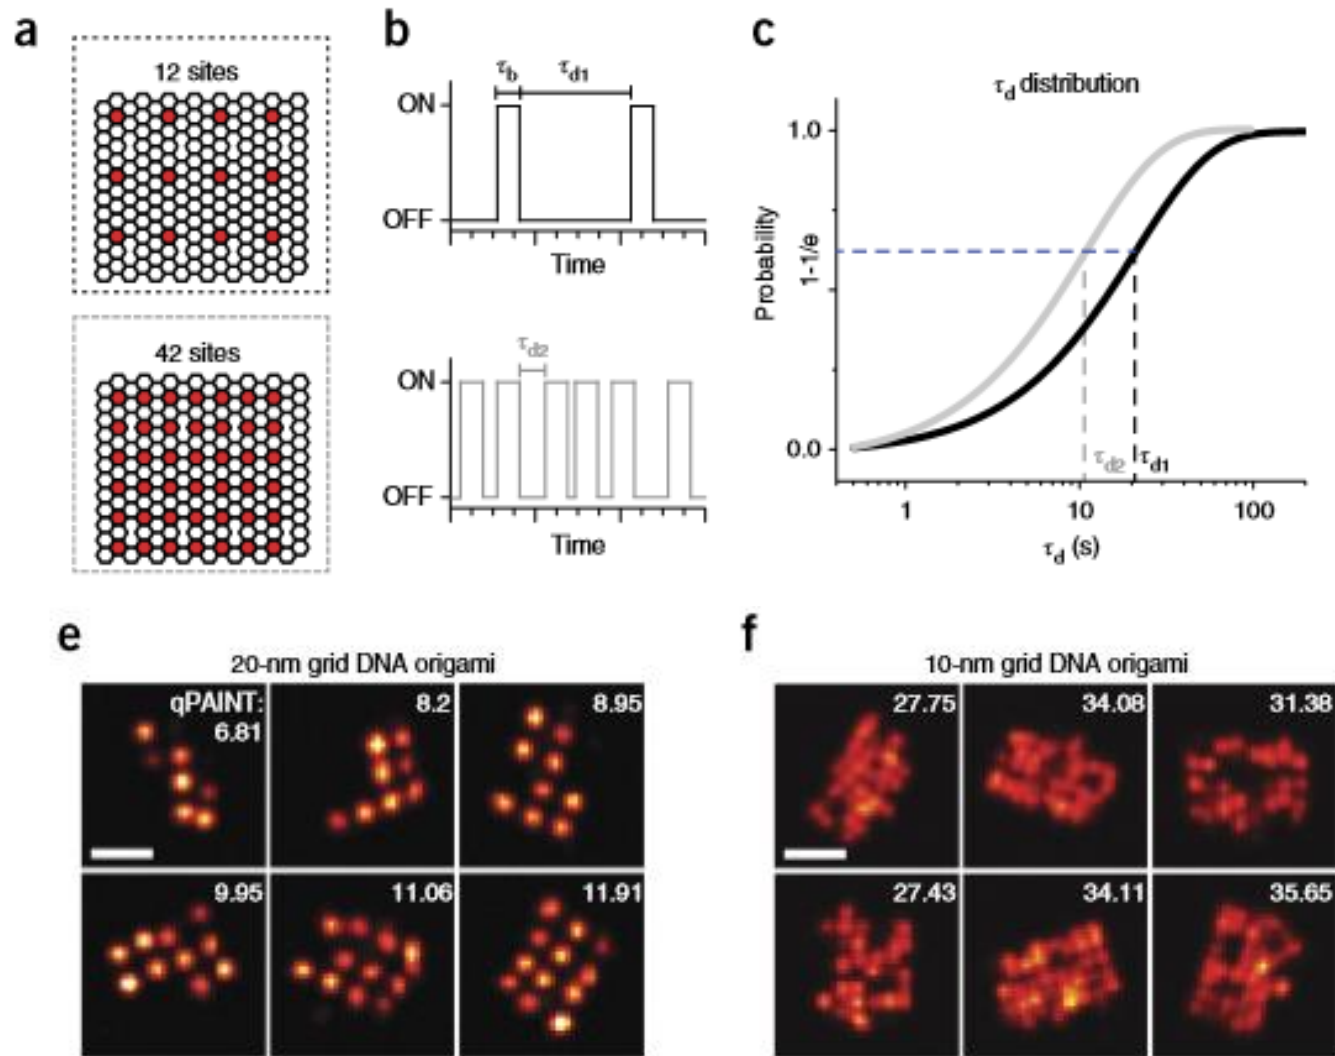 a
12 sites
42 sites
b
τb τd1
ON
OFF
Time
τd2
ON
OFF
Time
c
τd distribution
Probability
1.0
1-1/e
0.0
τd2 τd1
1 10 100
τd (s)
e
20-nm grid DNA origami
qPAINT:
6.81
8.2
8.95
9.95
11.06
11.91
f
10-nm grid DNA origami
27.75
34.08
31.38
27.43
34.11
35.65